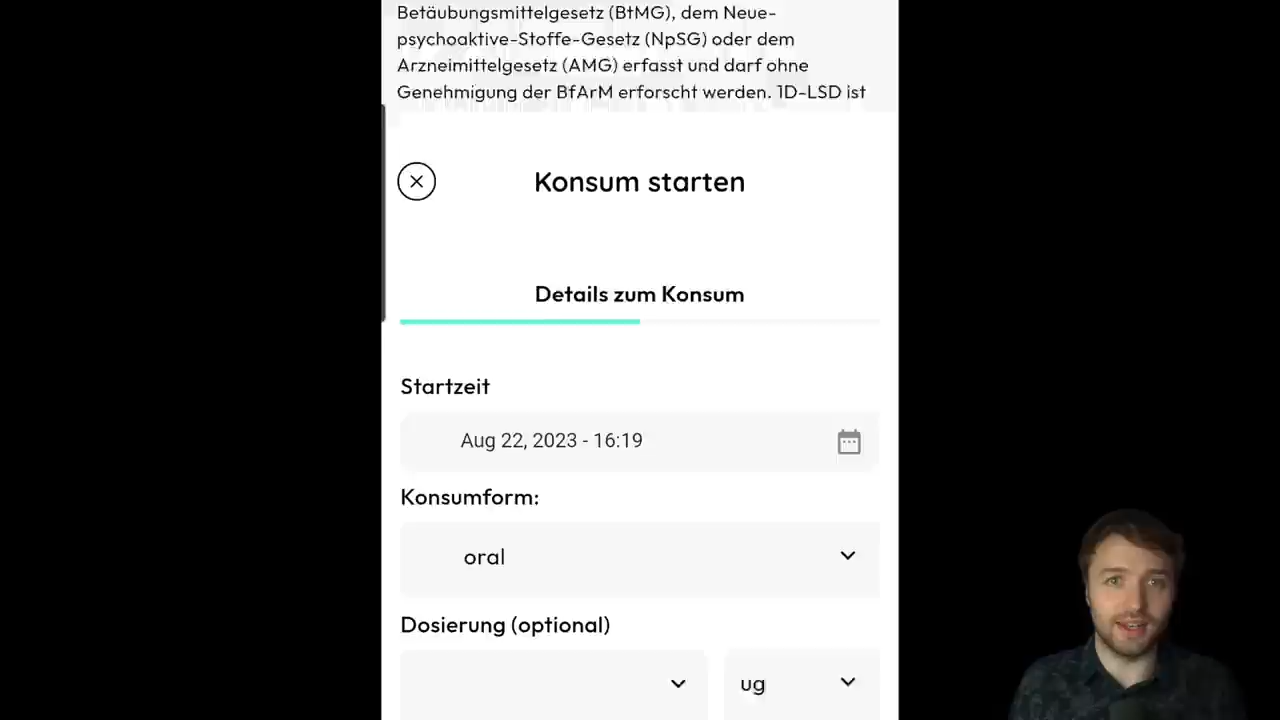 Betäubungsmittelgesetz (BtMG), dem Neue-
psychoaktive-Stoffe-Gesetz (NpSG) oder dem
Arzneimittelgesetz (AMG) erfasst und darf ohne
Genehmigung der BfArM erforscht werden. 1D-LSD ist
Konsum starten
Details zum Konsum
Startzeit
Aug 22, 2023 - 16:19
Konsumform:
oral
Dosierung (optional)
ug